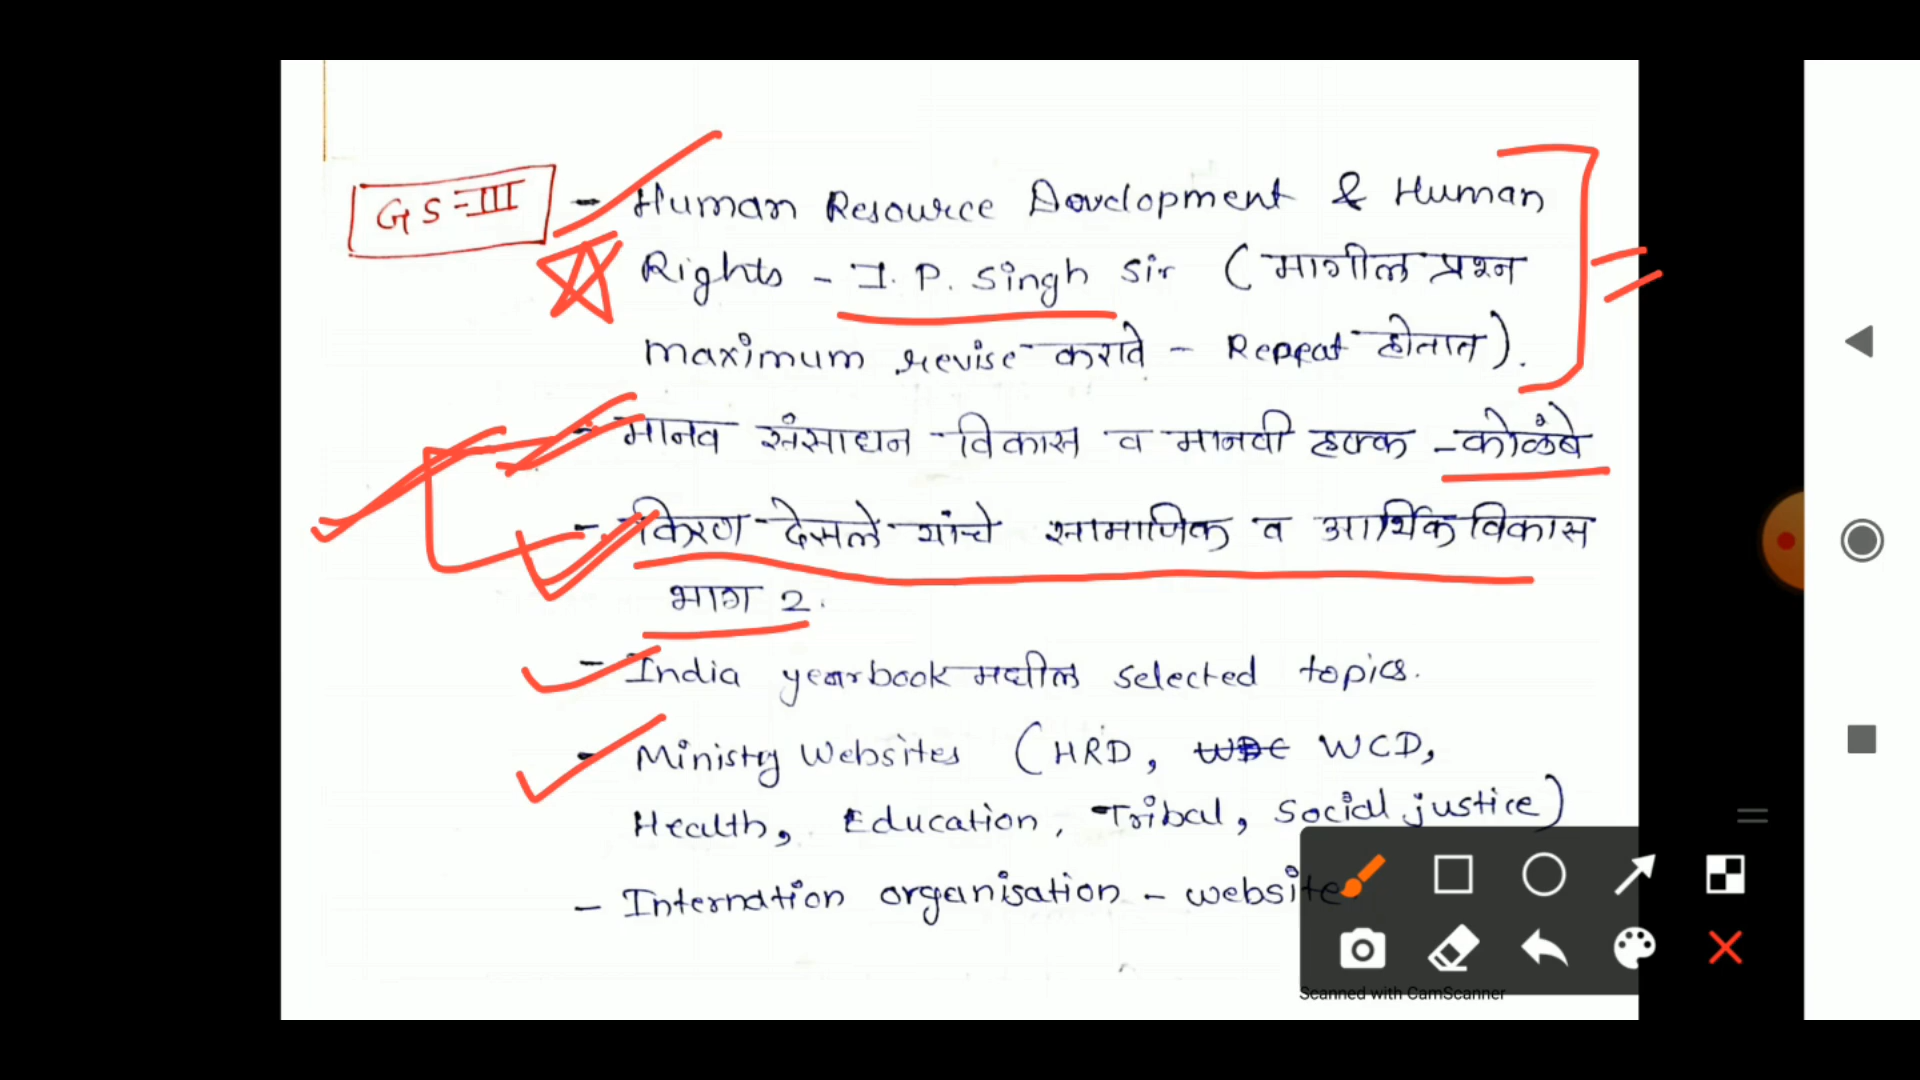 GS-III - Human Resource Development & Human
Rights - I. P. Singh Sir (मागील प्रश्न
maximum revise करावे - Repeat होतात).
- मानव संसाधन विकास व मानवी हक्क - कोळंबे
- किरण देसले यांचे सामाजिक व आर्थिक विकास
भाग 2.
- India yearbook मधील selected topics.
- Ministry Websites (HRD, WCD,
Health, Education, Tribal, Social justice)
- Internation organisation - website
Scanned with CamScanner